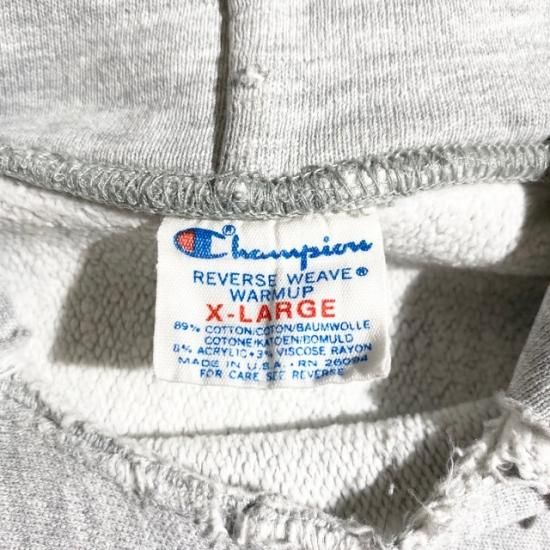 Champion®
REVERSE WEAVE®
WARMUP
X-LARGE
89% COTTON/COTON/BAUMWOLLE
COTONE/KATOEN/BOMULD
8% ACRYLIC • 3% VISCOSE RAYON
MADE IN U.S.A. • RN 26094
FOR CARE SEE REVERSE